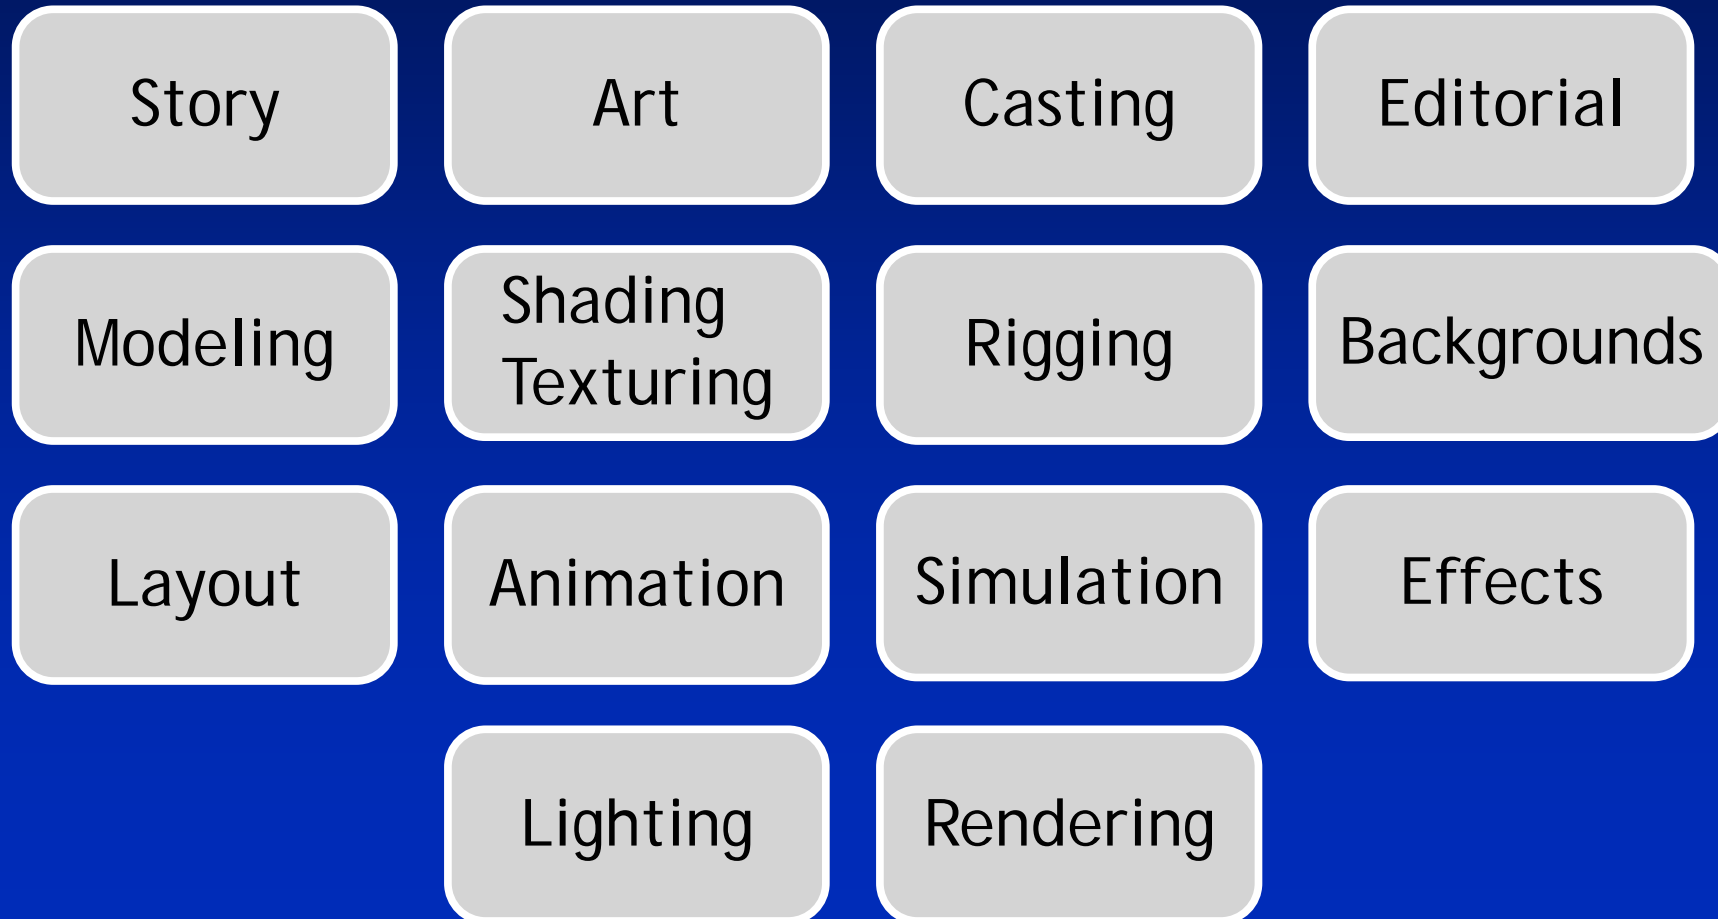 Story
Art
Casting
Editorial
Modeling
Shading
Texturing
Rigging
Backgrounds
Layout
Animation
Simulation
Effects
Lighting
Rendering